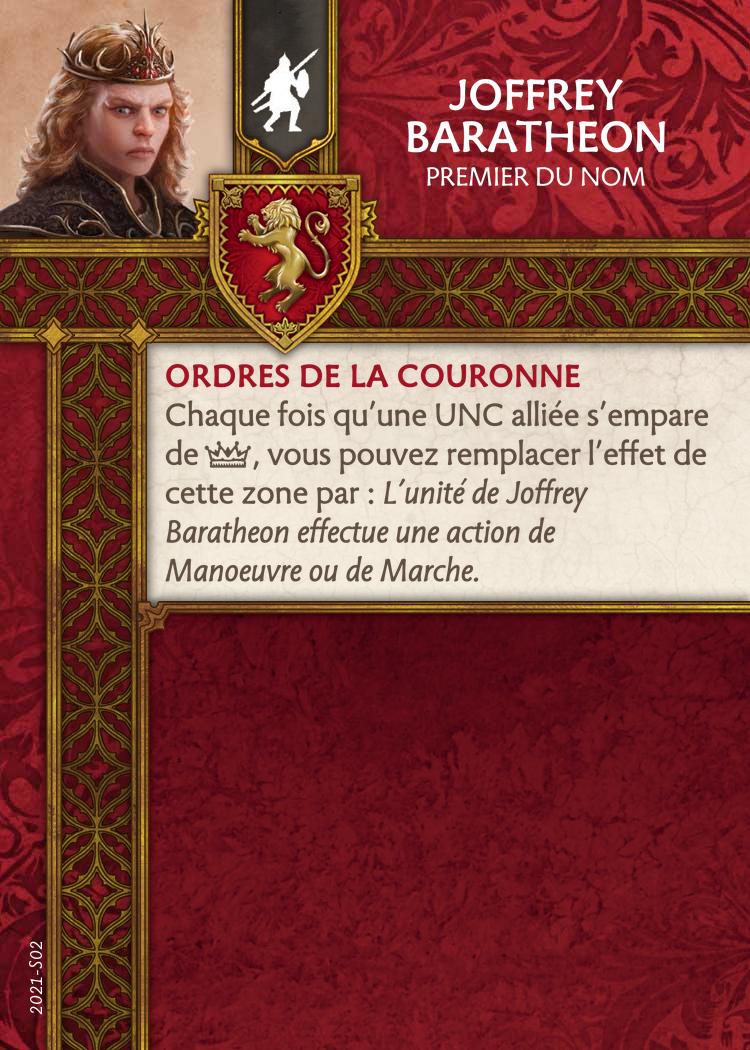 JOFFREY
BARATHEON
PREMIER DU NOM
ORDRES DE LA COURONNE
Chaque fois qu’une UNC alliée s’empare
de , vous pouvez remplacer l’effet de
cette zone par : L’unité de Joffrey
Baratheon effectue une action de
Manoeuvre ou de Marche.
2021-S02